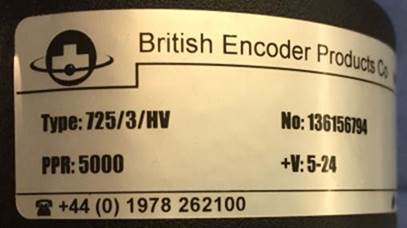 British Encoder Products Co
Type: 725/3/HV No: 136156794
PPR: 5000 +V: 5-24
☎ +44 (0) 1978 262100